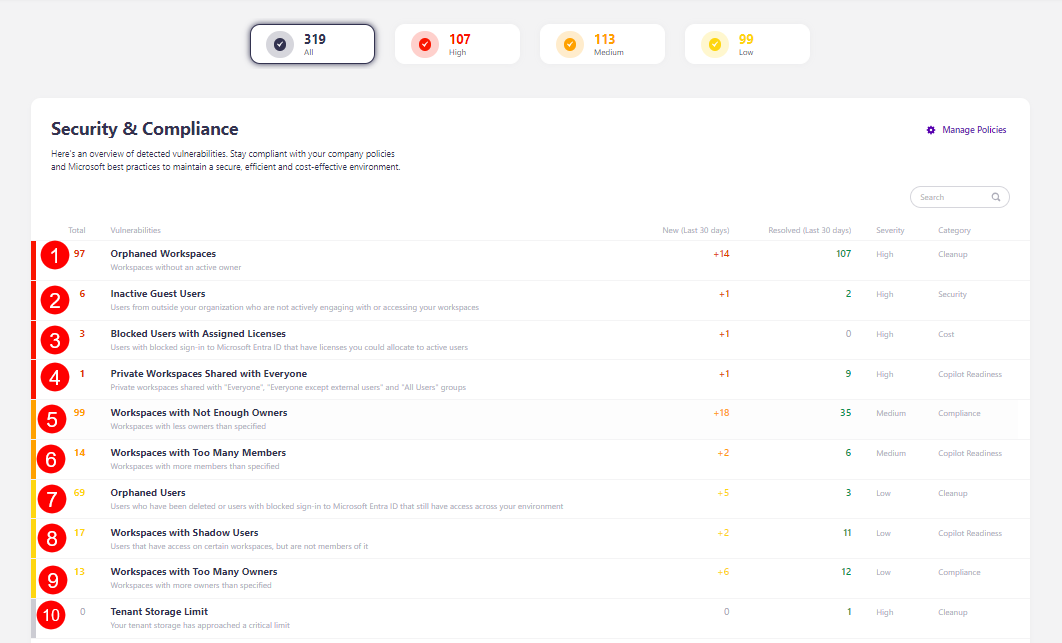 319
All
107
High
113
Medium
99
Low
Security & Compliance
Manage Policies
Here's an overview of detected vulnerabilities. Stay compliant with your company policies
and Microsoft best practices to maintain a secure, efficient and cost-effective environment.
Search
Total Vulnerabilities New (Last 30 days) Resolved (Last 30 days) Severity Category
1 97 Orphaned Workspaces +14 107 High Cleanup
Workspaces without an active owner
2 6 Inactive Guest Users +1 2 High Security
Users from outside your organization who are not actively engaging with or accessing your workspaces
3 3 Blocked Users with Assigned Licenses +1 0 High Cost
Users with blocked sign-in to Microsoft Entra ID that have licenses you could allocate to active users
4 1 Private Workspaces Shared with Everyone +1 9 High Copilot Readiness
Private workspaces shared with "Everyone", "Everyone except external users" and "All Users" groups
5 99 Workspaces with Not Enough Owners +18 35 Medium Compliance
Workspaces with less owners than specified
6 14 Workspaces with Too Many Members +2 6 Medium Copilot Readiness
Workspaces with more members than specified
7 69 Orphaned Users +5 3 Low Cleanup
Users who have been deleted or users with blocked sign-in to Microsoft Entra ID that still have access across your environment
8 17 Workspaces with Shadow Users +2 11 Low Copilot Readiness
Users that have access on certain workspaces, but are not members of it
9 13 Workspaces with Too Many Owners +6 12 Low Compliance
Workspaces with more owners than specified
10 0 Tenant Storage Limit 0 1 High Cleanup
Your tenant storage has approached a critical limit